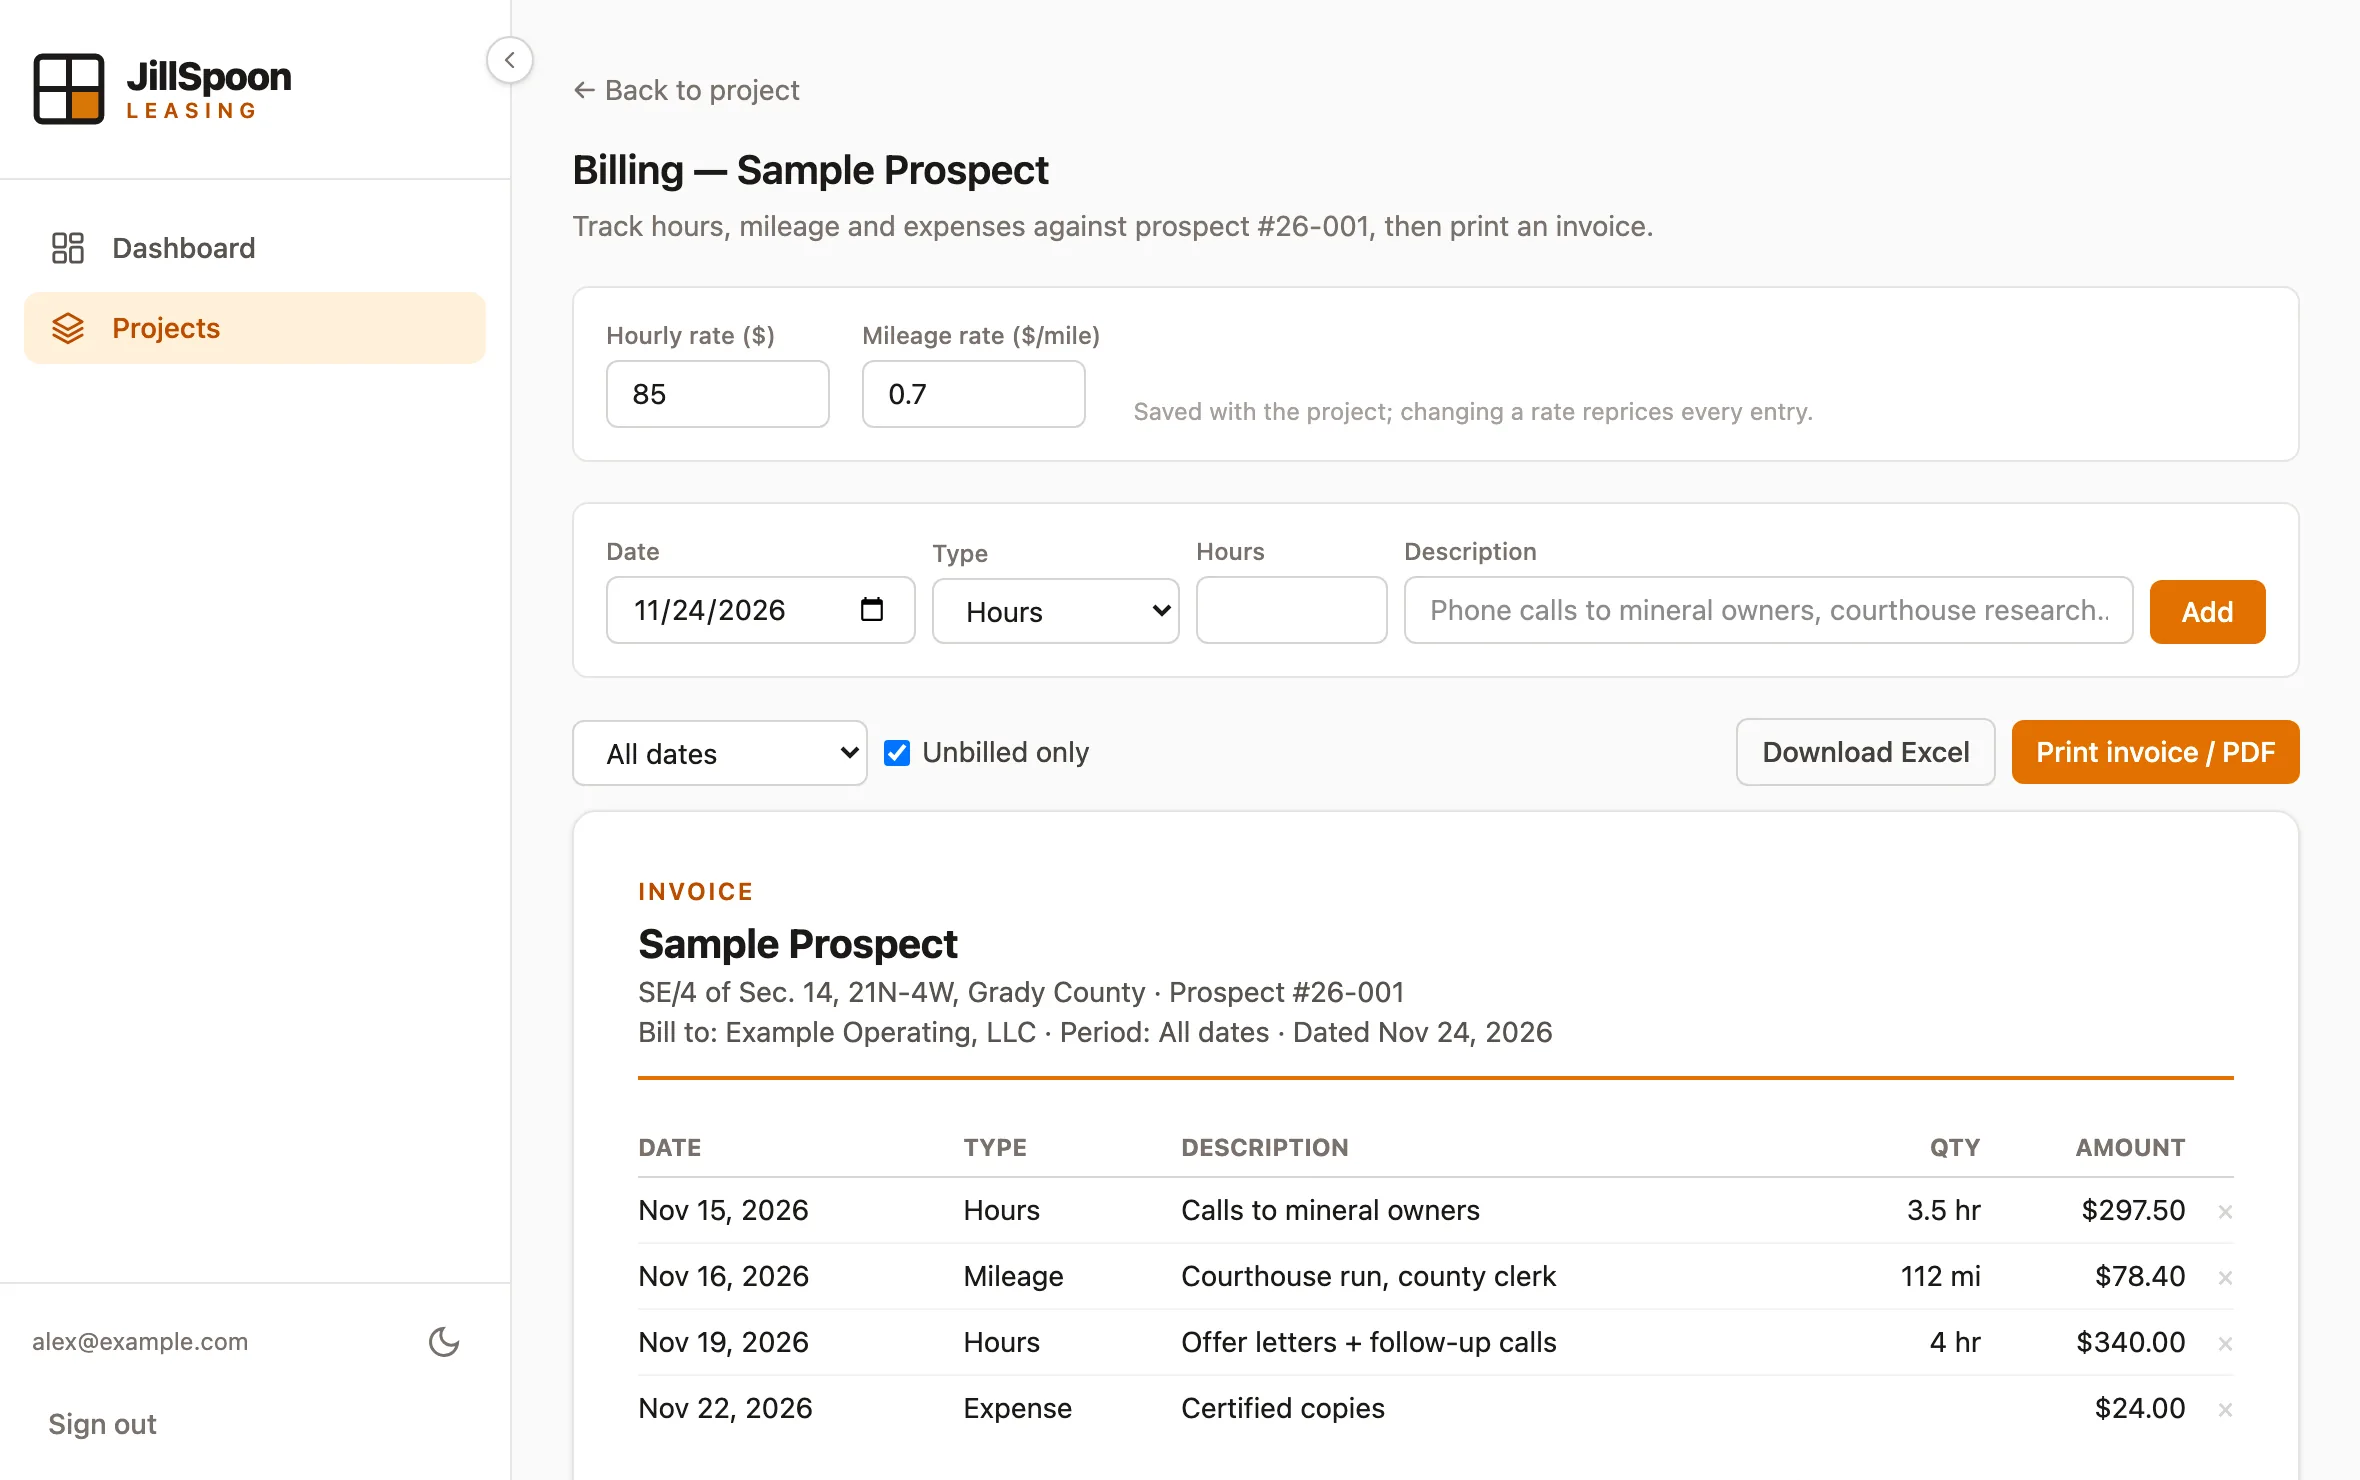 JillSpoon
LEASING
Dashboard
Projects
alex@example.com
Sign out
← Back to project
Billing — Sample Prospect
Track hours, mileage and expenses against prospect #26-001, then print an invoice.
Hourly rate ($)
85
Mileage rate ($/mile)
0.7
Saved with the project; changing a rate reprices every entry.
Date
11/24/2026
Type
Hours
Hours
Description
Phone calls to mineral owners, courthouse research..
Add
All dates
Unbilled only
Download Excel
Print invoice / PDF
INVOICE
Sample Prospect
SE/4 of Sec. 14, 21N-4W, Grady County · Prospect #26-001
Bill to: Example Operating, LLC · Period: All dates · Dated Nov 24, 2026
DATE TYPE DESCRIPTION QTY AMOUNT
Nov 15, 2026 Hours Calls to mineral owners 3.5 hr $297.50 ×
Nov 16, 2026 Mileage Courthouse run, county clerk 112 mi $78.40 ×
Nov 19, 2026 Hours Offer letters + follow-up calls 4 hr $340.00 ×
Nov 22, 2026 Expense Certified copies $24.00 ×